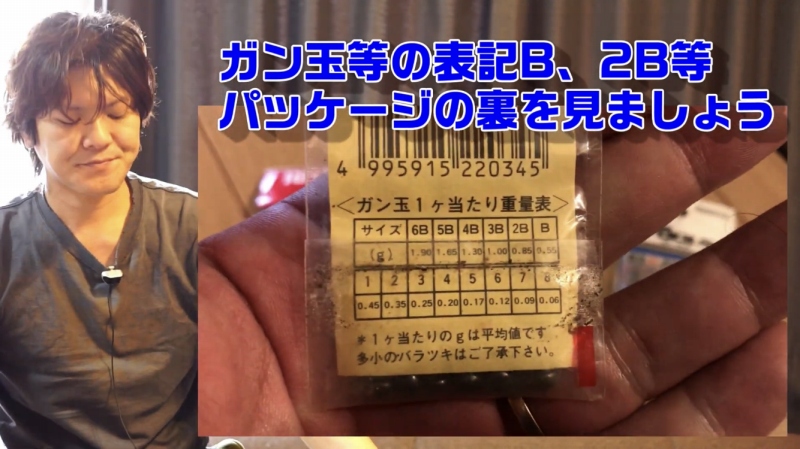 ガン玉等の表記B、2B等
パッケージの裏を見ましょう
4 995915 220345
＜ガン玉1ヶ当たり重量表＞
サイズ 6B 5B 4B 3B 2B B
(g) 1.90 1.65 1.30 1.00 0.85 0.55
1 2 3 4 5 6 7 8
0.45 0.35 0.25 0.20 0.17 0.12 0.09 0.06
＊1ヶ当たりのgは平均値です
多小のバラツキはご了承下さい。